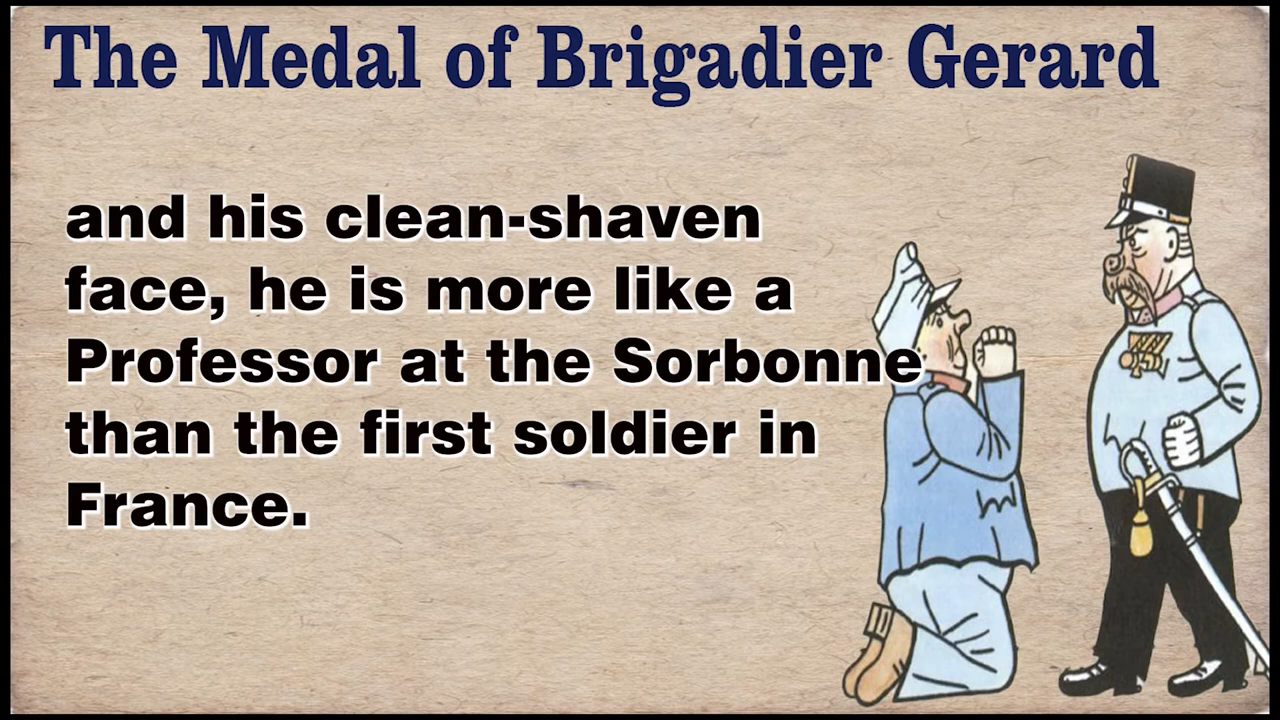 The Medal of Brigadier Gerard
and his clean-shaven
face, he is more like a
Professor at the Sorbonne
than the first soldier in
France.